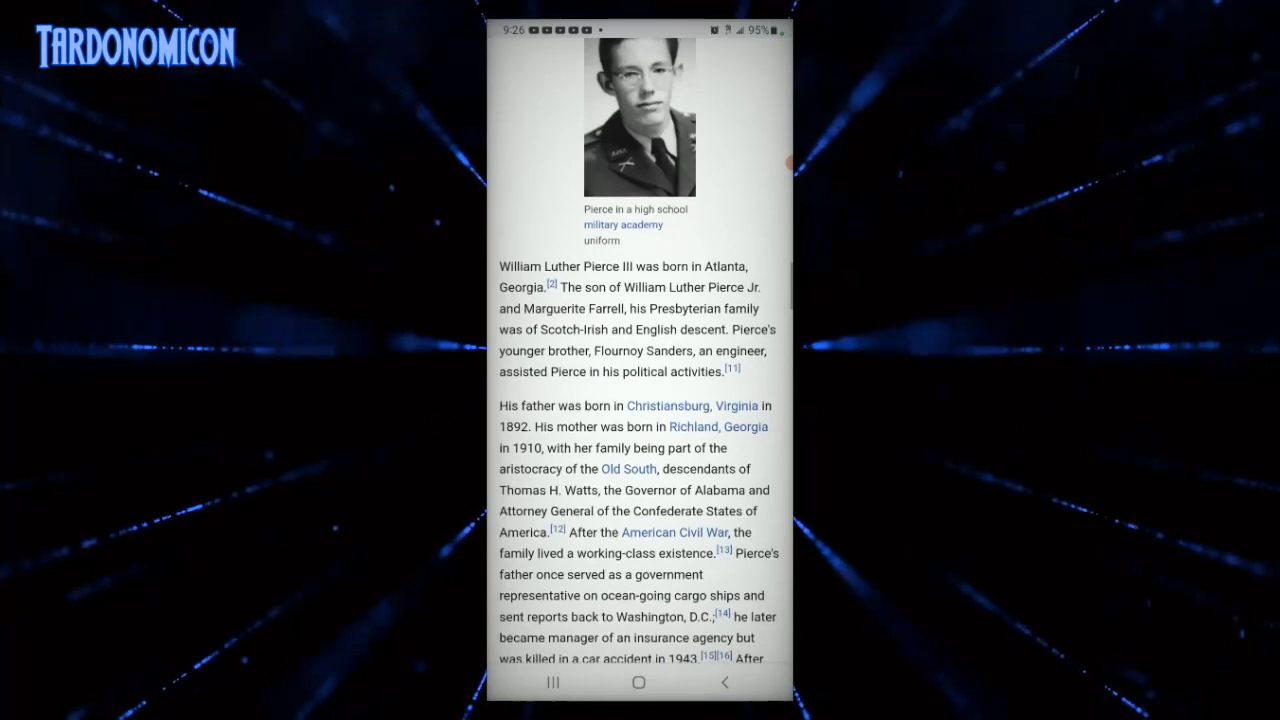 TARDONOMICON
9:26
95%
Pierce in a high school
military academy
uniform
William Luther Pierce III was born in Atlanta,
Georgia.[2] The son of William Luther Pierce Jr.
and Marguerite Farrell, his Presbyterian family
was of Scotch-Irish and English descent. Pierce's
younger brother, Flournoy Sanders, an engineer,
assisted Pierce in his political activities.[11]
His father was born in Christiansburg, Virginia in
1892. His mother was born in Richland, Georgia
in 1910, with her family being part of the
aristocracy of the Old South, descendants of
Thomas H. Watts, the Governor of Alabama and
Attorney General of the Confederate States of
America.[12] After the American Civil War, the
family lived a working-class existence.[13] Pierce's
father once served as a government
representative on ocean-going cargo ships and
sent reports back to Washington, D.C.;[14] he later
became manager of an insurance agency but
was killed in a car accident in 1943.[15][16] After